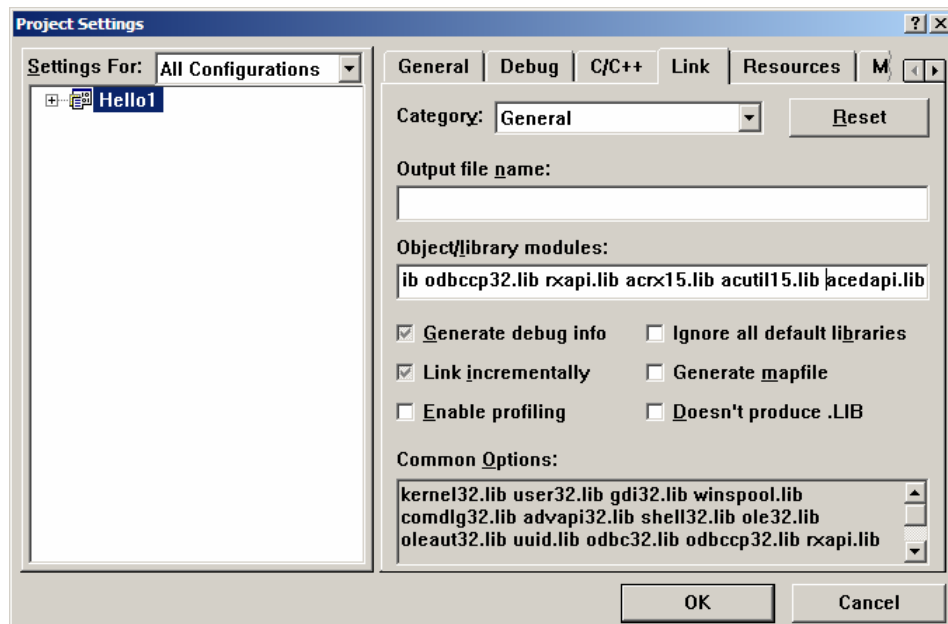 Project Settings
Settings For: All Configurations
Hello1
General Debug C/C++ Link Resources M
Category: General Reset
Output file name:
Object/library modules:
ib odbccp32.lib rxapi.lib acrx15.lib acutil15.lib acedapi.lib
Generate debug info Ignore all default libraries
Link incrementally Generate mapfile
Enable profiling Doesn't produce .LIB
Common Options:
kernel32.lib user32.lib gdi32.lib winspool.lib
comdlg32.lib advapi32.lib shell32.lib ole32.lib
oleaut32.lib uuid.lib odbc32.lib odbccp32.lib rxapi.lib
OK Cancel